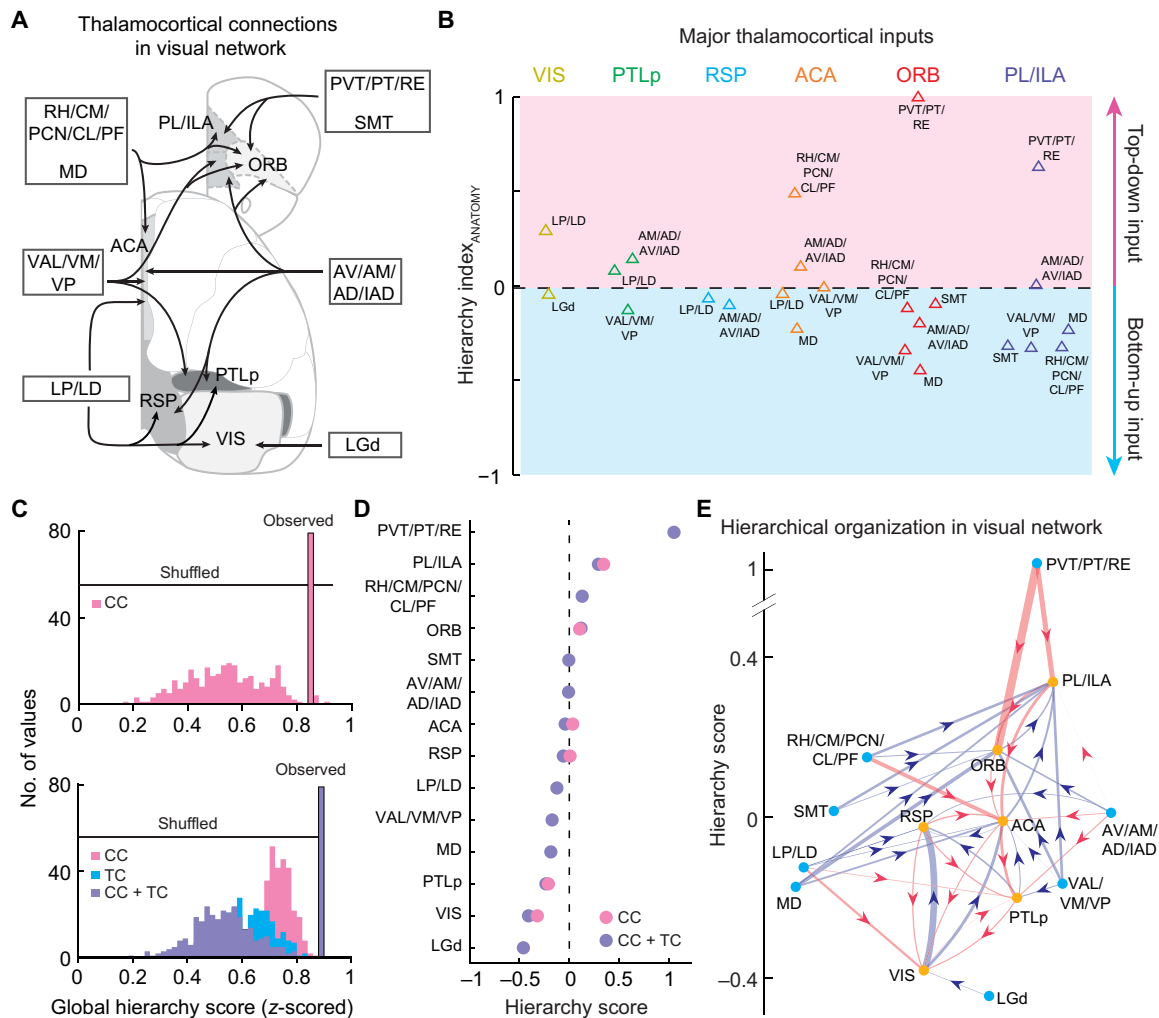 A
Thalamocortical connections
in visual network
RH/CM/
PCN/CL/PF
MD
PVT/PT/RE
SMT
PL/ILA
ORB
ACA
VAL/VM/
VP
AV/AM/
AD/IAD
LP/LD
PTLp
RSP
VIS
LGd
B
Major thalamocortical inputs
VIS
PTLp
RSP
ACA
ORB
PL/ILA
Hierarchy indexANATOMY
1
0
−1
LP/LD
LGd
AM/AD/
AV/IAD
LP/LD
VAL/VM/
VP
LP/LD
AM/AD/
AV/IAD
RH/CM/
PCN/
CL/PF
AM/AD/
AV/IAD
LP/LD
VAL/VM/
VP
MD
PVT/PT/
RE
RH/CM/
PCN/
CL/PF
SMT
AM/AD/
AV/IAD
VAL/VM/
VP
MD
PVT/PT/
RE
AM/AD/
AV/IAD
VAL/VM/
VP
MD
SMT
RH/CM/
PCN/
CL/PF
Top-down input
Bottom-up input
C
No. of values
80
40
0
Observed
Shuffled
CC
0 0.2 0.4 0.6 0.8 1
80
40
0
Observed
Shuffled
CC
TC
CC + TC
0 0.2 0.4 0.6 0.8 1
Global hierarchy score (z-scored)
D
PVT/PT/RE
PL/ILA
RH/CM/PCN/
CL/PF
ORB
SMT
AV/AM/
AD/IAD
ACA
RSP
LP/LD
VAL/VM/VP
MD
PTLp
VIS
LGd
CC
CC + TC
−1 −0.5 0 0.5 1
Hierarchy score
E
Hierarchical organization in visual network
Hierarchy score
1
0.4
0
−0.4
PVT/PT/RE
PL/ILA
RH/CM/PCN/
CL/PF
ORB
SMT
RSP
ACA
AV/AM/
AD/IAD
LP/LD
MD
VAL/
VM/VP
PTLp
VIS
LGd